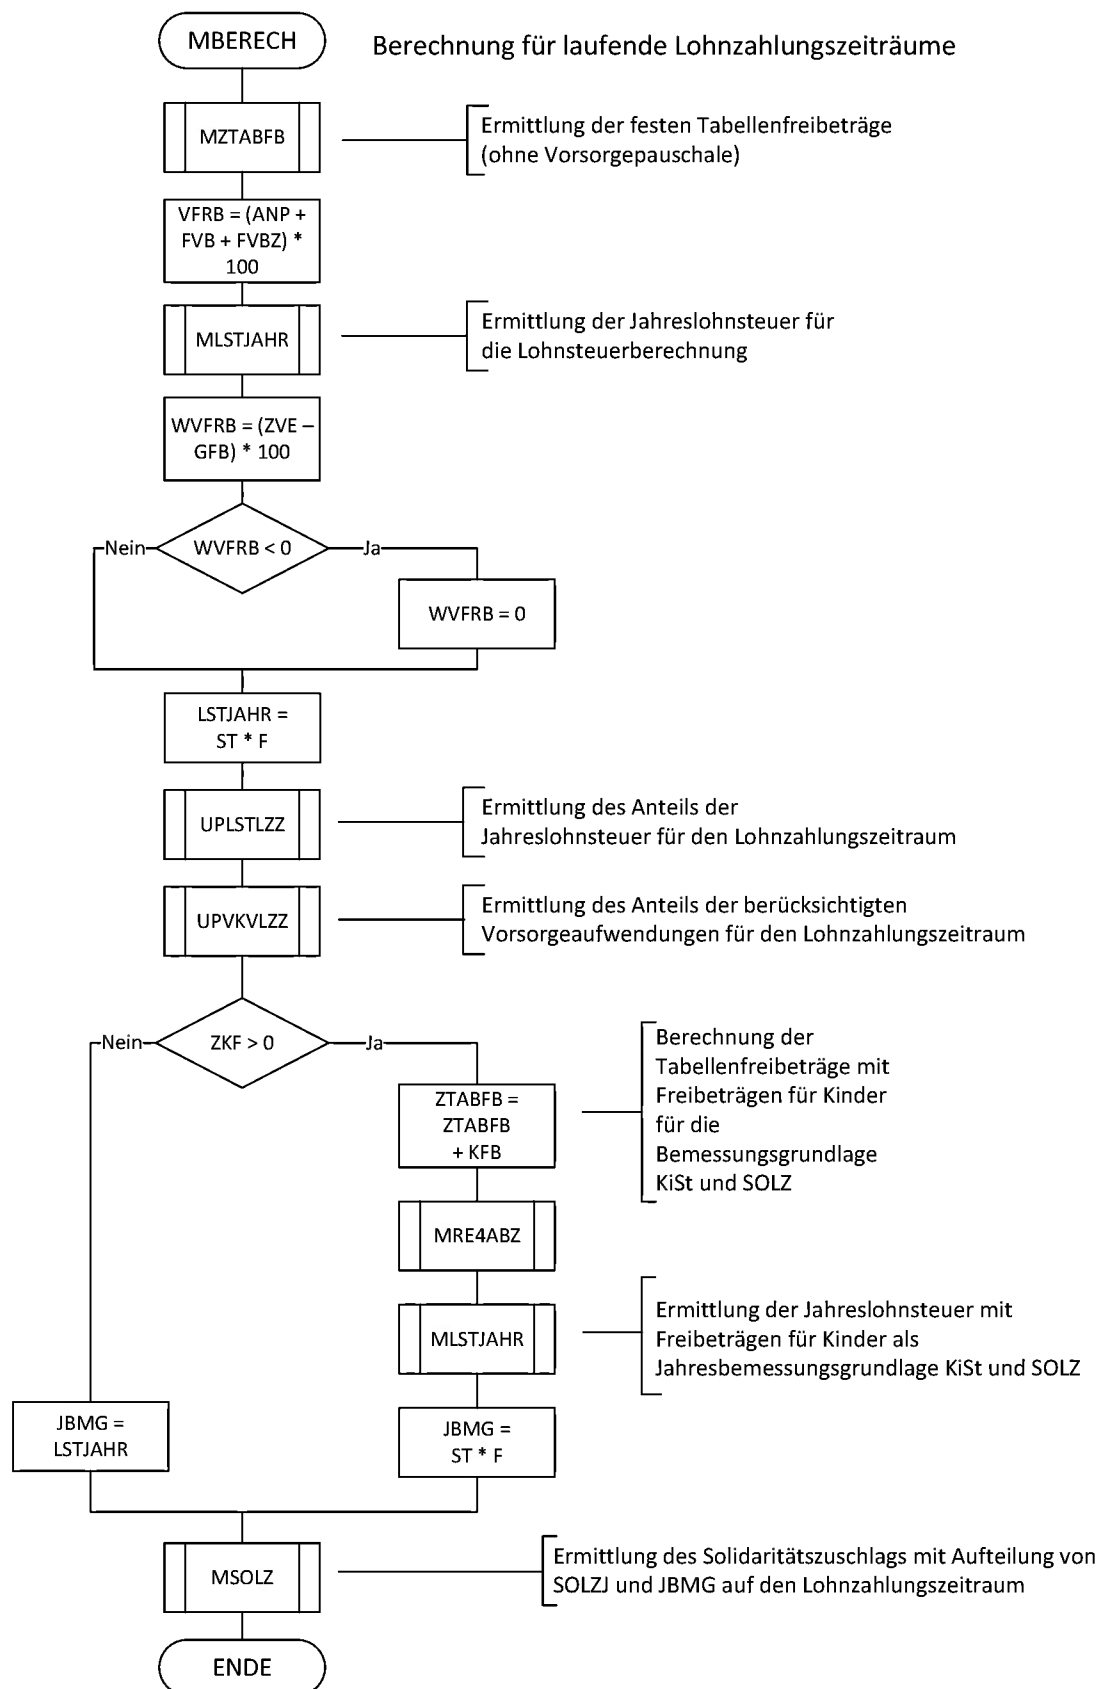 MBERECH
Berechnung für laufende Lohnzahlungszeiträume
MZTABFB
Ermittlung der festen Tabellenfreibeträge
(ohne Vorsorgepauschale)
VFRB = (ANP +
FVB + FVBZ) *
100
MLSTJAHR
Ermittlung der Jahreslohnsteuer für
die Lohnsteuerberechnung
WVFRB = (ZVE –
GFB) * 100
Nein
WVFRB < 0
Ja
WVFRB = 0
LSTJAHR =
ST * F
UPLSTLZZ
Ermittlung des Anteils der
Jahreslohnsteuer für den Lohnzahlungszeitraum
UPVKVLZZ
Ermittlung des Anteils der berücksichtigten
Vorsorgeaufwendungen für den Lohnzahlungszeitraum
Nein
ZKF > 0
Ja
ZTABFB =
ZTABFB
+ KFB
Berechnung der
Tabellenfreibeträge mit
Freibeträgen für Kinder
für die
Bemessungsgrundlage
KiSt und SOLZ
MRE4ABZ
MLSTJAHR
Ermittlung der Jahreslohnsteuer mit
Freibeträgen für Kinder als
Jahresbemessungsgrundlage KiSt und SOLZ
JBMG =
LSTJAHR
JBMG =
ST * F
MSOLZ
Ermittlung des Solidaritätszuschlags mit Aufteilung von
SOLZJ und JBMG auf den Lohnzahlungszeitraum
ENDE